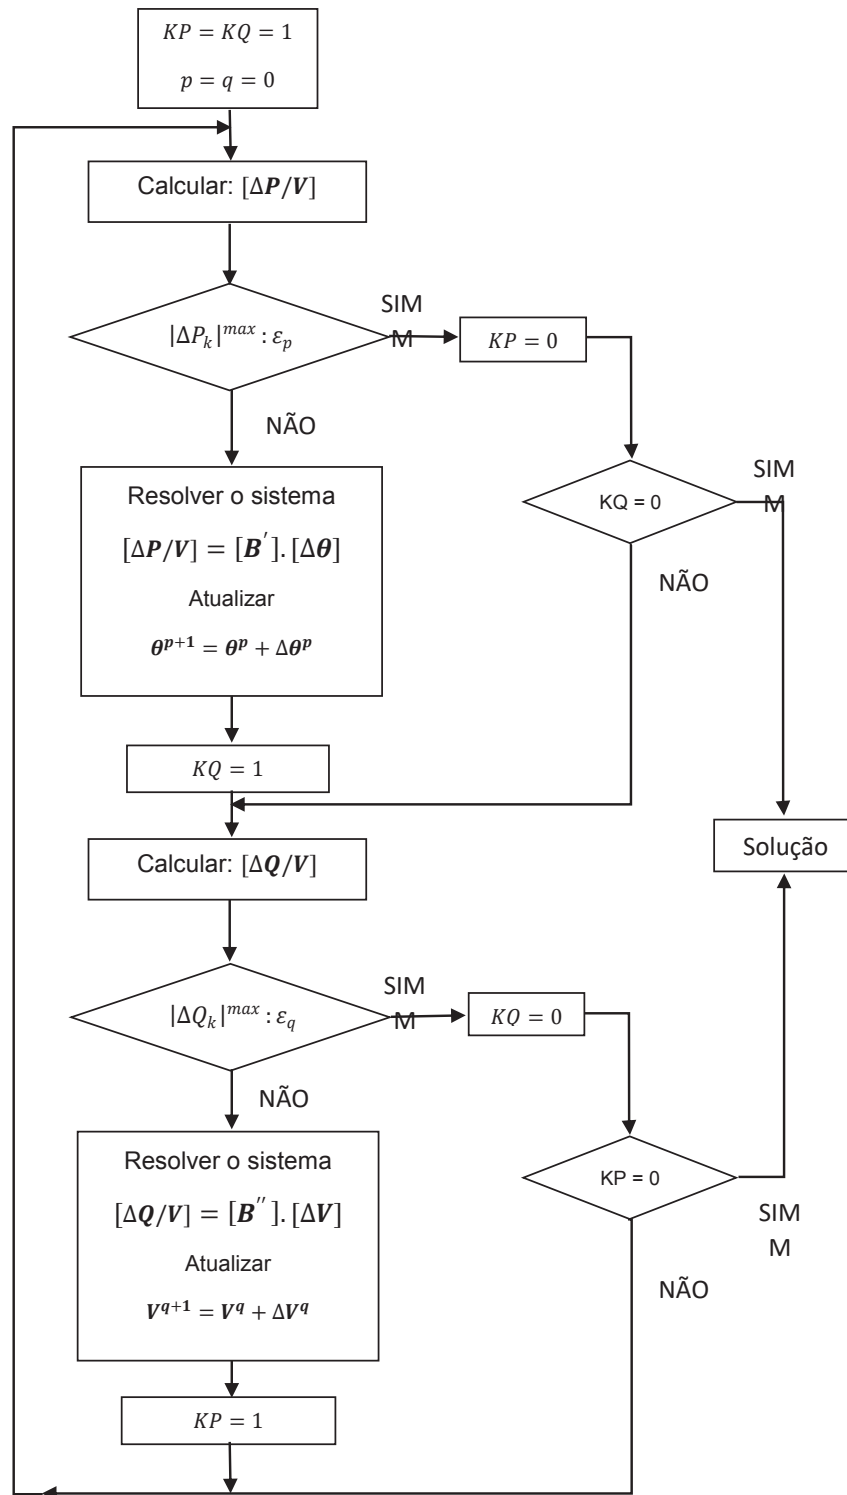 KP = KQ = 1
p = q = 0
Calcular: [ΔP/V]
|ΔP_k|^max : ε_p
SIM
M
KP = 0
NÃO
Resolver o sistema
[ΔP/V] = [B′]. [Δθ]
Atualizar
θ^{p+1} = θ^p + Δθ^p
KQ = 0
SIM
M
NÃO
KQ = 1
Calcular: [ΔQ/V]
Solução
|ΔQ_k|^max : ε_q
SIM
M
KQ = 0
NÃO
Resolver o sistema
[ΔQ/V] = [B′′]. [ΔV]
Atualizar
V^{q+1} = V^q + ΔV^q
KP = 0
SIM
M
NÃO
KP = 1